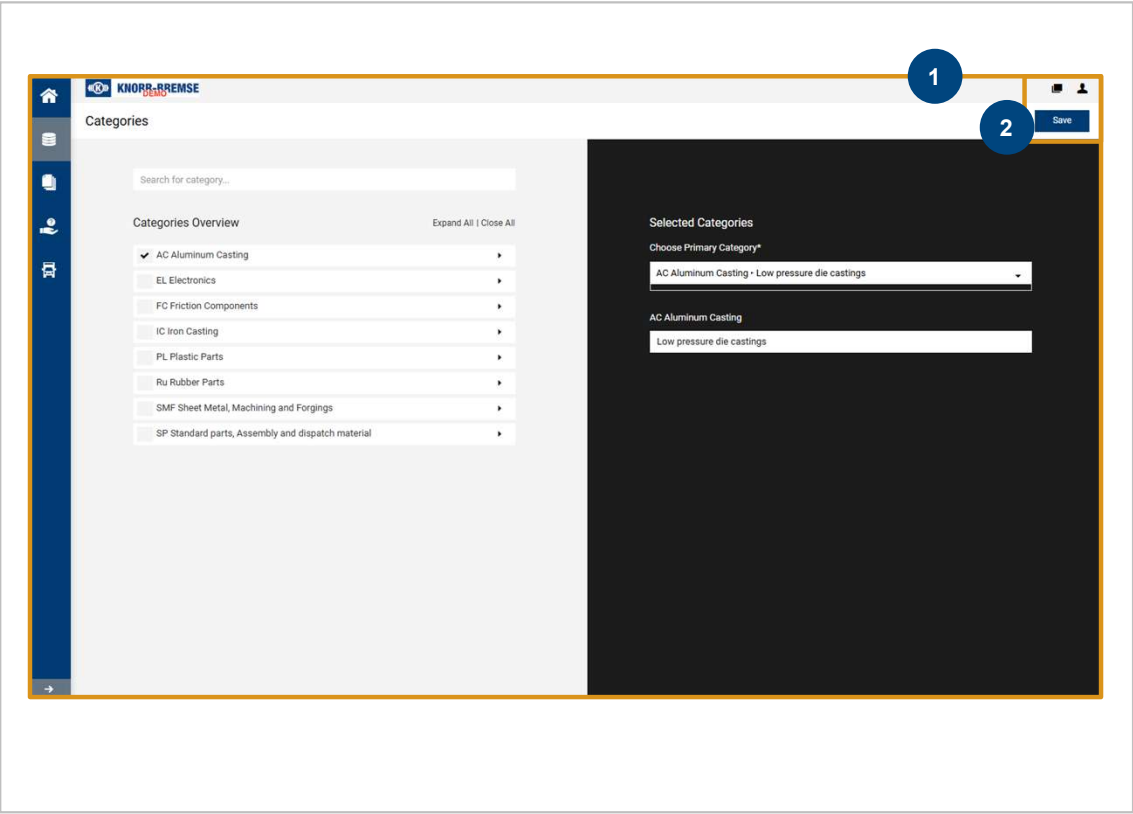 1
KNORR-BREMSE
DEMO
Categories
2
Save
Search for category...
Categories Overview
Expand All | Close All
AC Aluminum Casting
EL Electronics
FC Friction Components
IC Iron Casting
PL Plastic Parts
Ru Rubber Parts
SMF Sheet Metal, Machining and Forgings
SP Standard parts, Assembly and dispatch material
Selected Categories
Choose Primary Category*
AC Aluminum Casting • Low pressure die castings
AC Aluminum Casting
Low pressure die castings